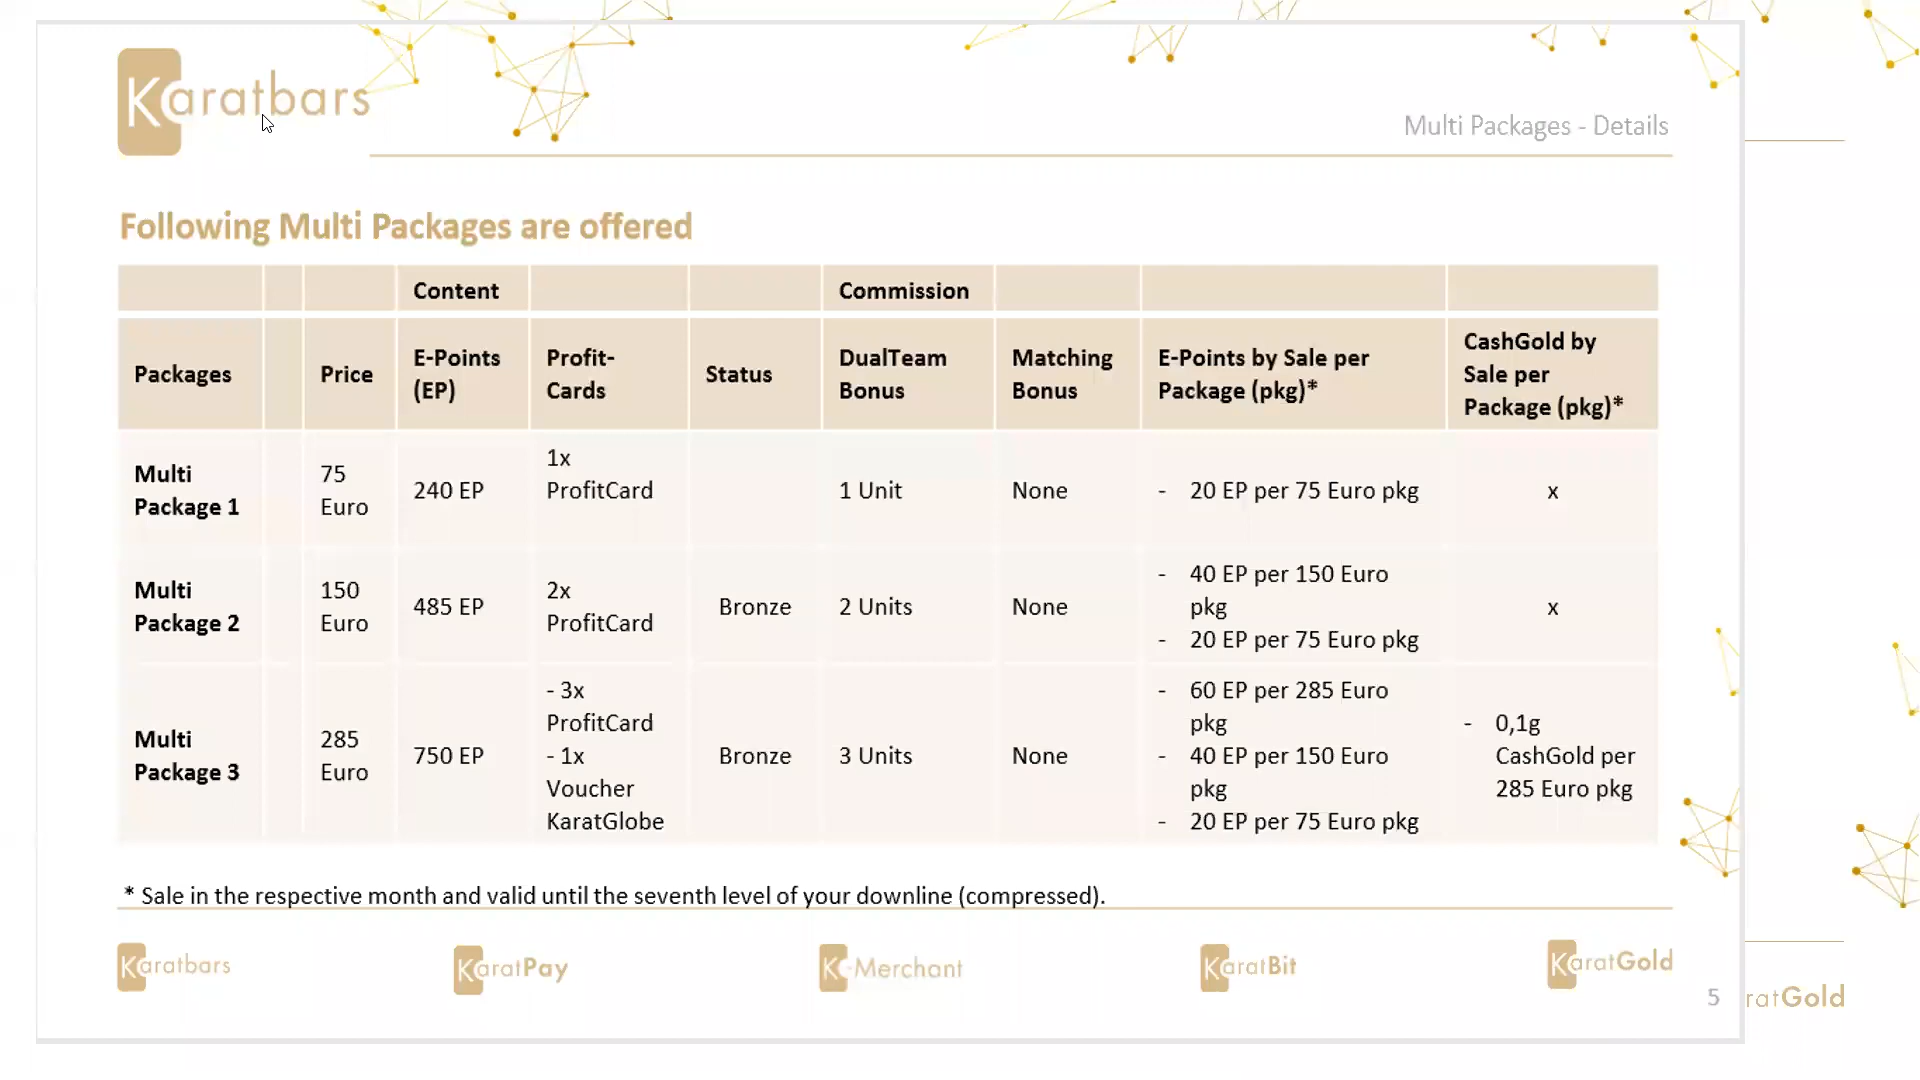 Karatbars
Multi Packages - Details
Following Multi Packages are offered
Content
Commission
Packages
Price
E-Points
(EP)
Profit-
Cards
Status
DualTeam
Bonus
Matching
Bonus
E-Points by Sale per
Package (pkg)*
CashGold by
Sale per
Package (pkg)*
Multi
Package 1
75
Euro
240 EP
1x
ProfitCard
1 Unit
None
- 20 EP per 75 Euro pkg
x
Multi
Package 2
150
Euro
485 EP
2x
ProfitCard
Bronze
2 Units
None
- 40 EP per 150 Euro
pkg
- 20 EP per 75 Euro pkg
x
Multi
Package 3
285
Euro
750 EP
- 3x
ProfitCard
- 1x
Voucher
KaratGlobe
Bronze
3 Units
None
- 60 EP per 285 Euro
pkg
- 40 EP per 150 Euro
pkg
- 20 EP per 75 Euro pkg
- 0,1g
CashGold per
285 Euro pkg
* Sale in the respective month and valid until the seventh level of your downline (compressed).
Karatbars
KaratPay
K-Merchant
KaratBit
KaratGold
5
ratGold